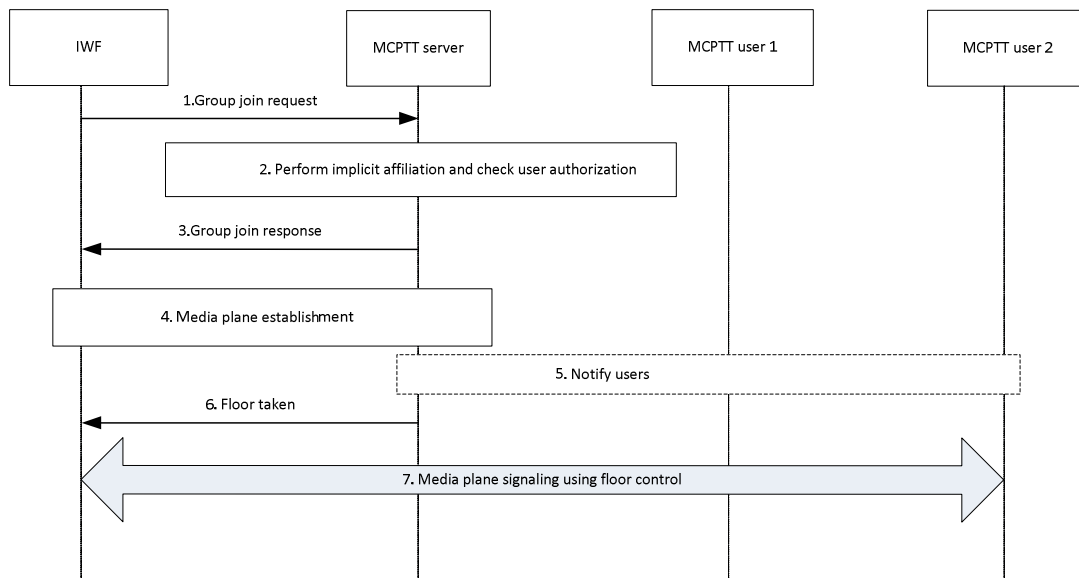 IWF
MCPTT server
MCPTT user 1
MCPTT user 2
1.Group join request
2. Perform implicit affiliation and check user authorization
3.Group join response
4. Media plane establishment
5. Notify users
6. Floor taken
7. Media plane signaling using floor control